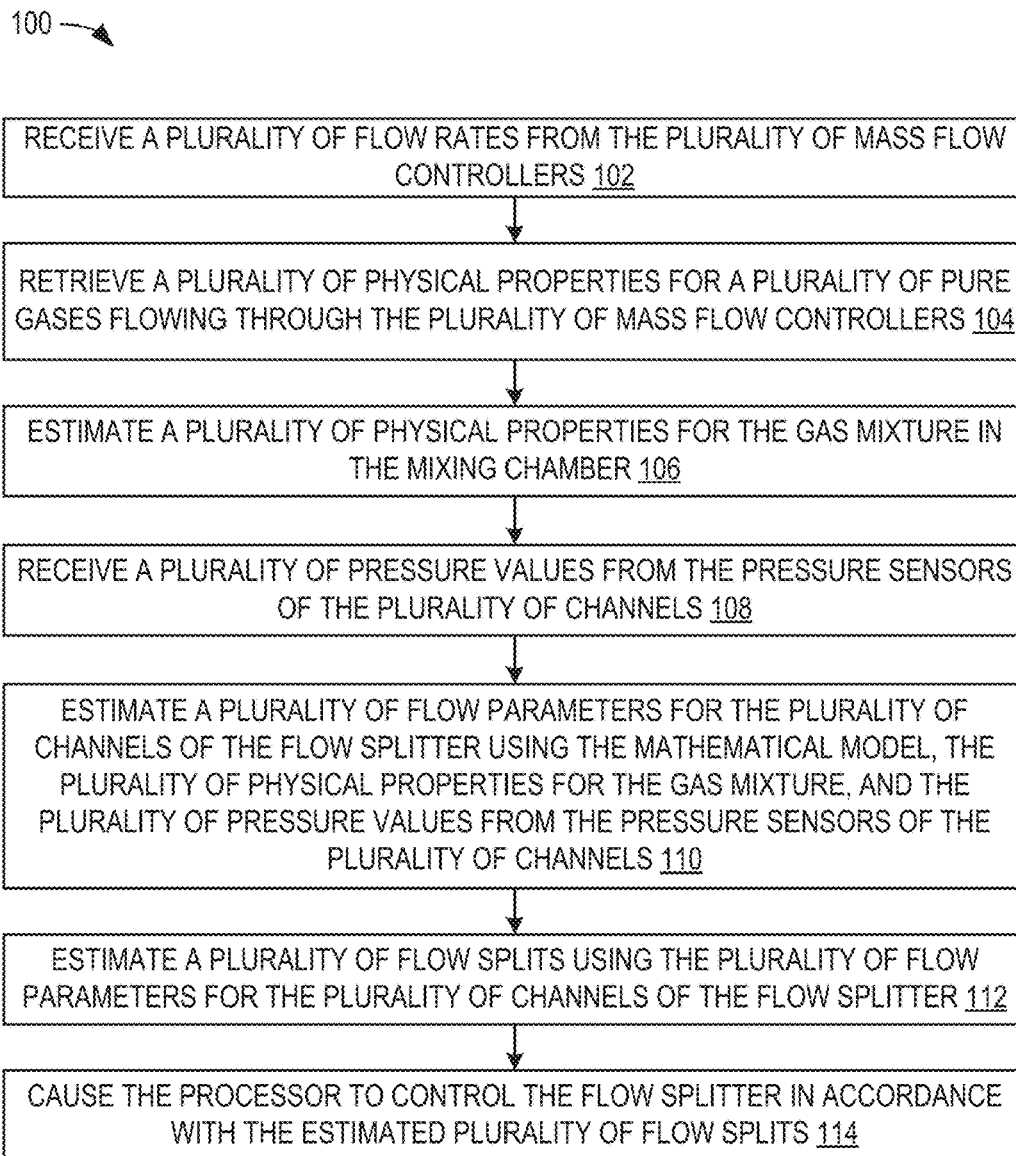 100
RECEIVE A PLURALITY OF FLOW RATES FROM THE PLURALITY OF MASS FLOW
CONTROLLERS 102
RETRIEVE A PLURALITY OF PHYSICAL PROPERTIES FOR A PLURALITY OF PURE
GASES FLOWING THROUGH THE PLURALITY OF MASS FLOW CONTROLLERS 104
ESTIMATE A PLURALITY OF PHYSICAL PROPERTIES FOR THE GAS MIXTURE IN
THE MIXING CHAMBER 106
RECEIVE A PLURALITY OF PRESSURE VALUES FROM THE PRESSURE SENSORS
OF THE PLURALITY OF CHANNELS 108
ESTIMATE A PLURALITY OF FLOW PARAMETERS FOR THE PLURALITY OF
CHANNELS OF THE FLOW SPLITTER USING THE MATHEMATICAL MODEL, THE
PLURALITY OF PHYSICAL PROPERTIES FOR THE GAS MIXTURE, AND THE
PLURALITY OF PRESSURE VALUES FROM THE PRESSURE SENSORS OF THE
PLURALITY OF CHANNELS 110
ESTIMATE A PLURALITY OF FLOW SPLITS USING THE PLURALITY OF FLOW
PARAMETERS FOR THE PLURALITY OF CHANNELS OF THE FLOW SPLITTER 112
CAUSE THE PROCESSOR TO CONTROL THE FLOW SPLITTER IN ACCORDANCE
WITH THE ESTIMATED PLURALITY OF FLOW SPLITS 114